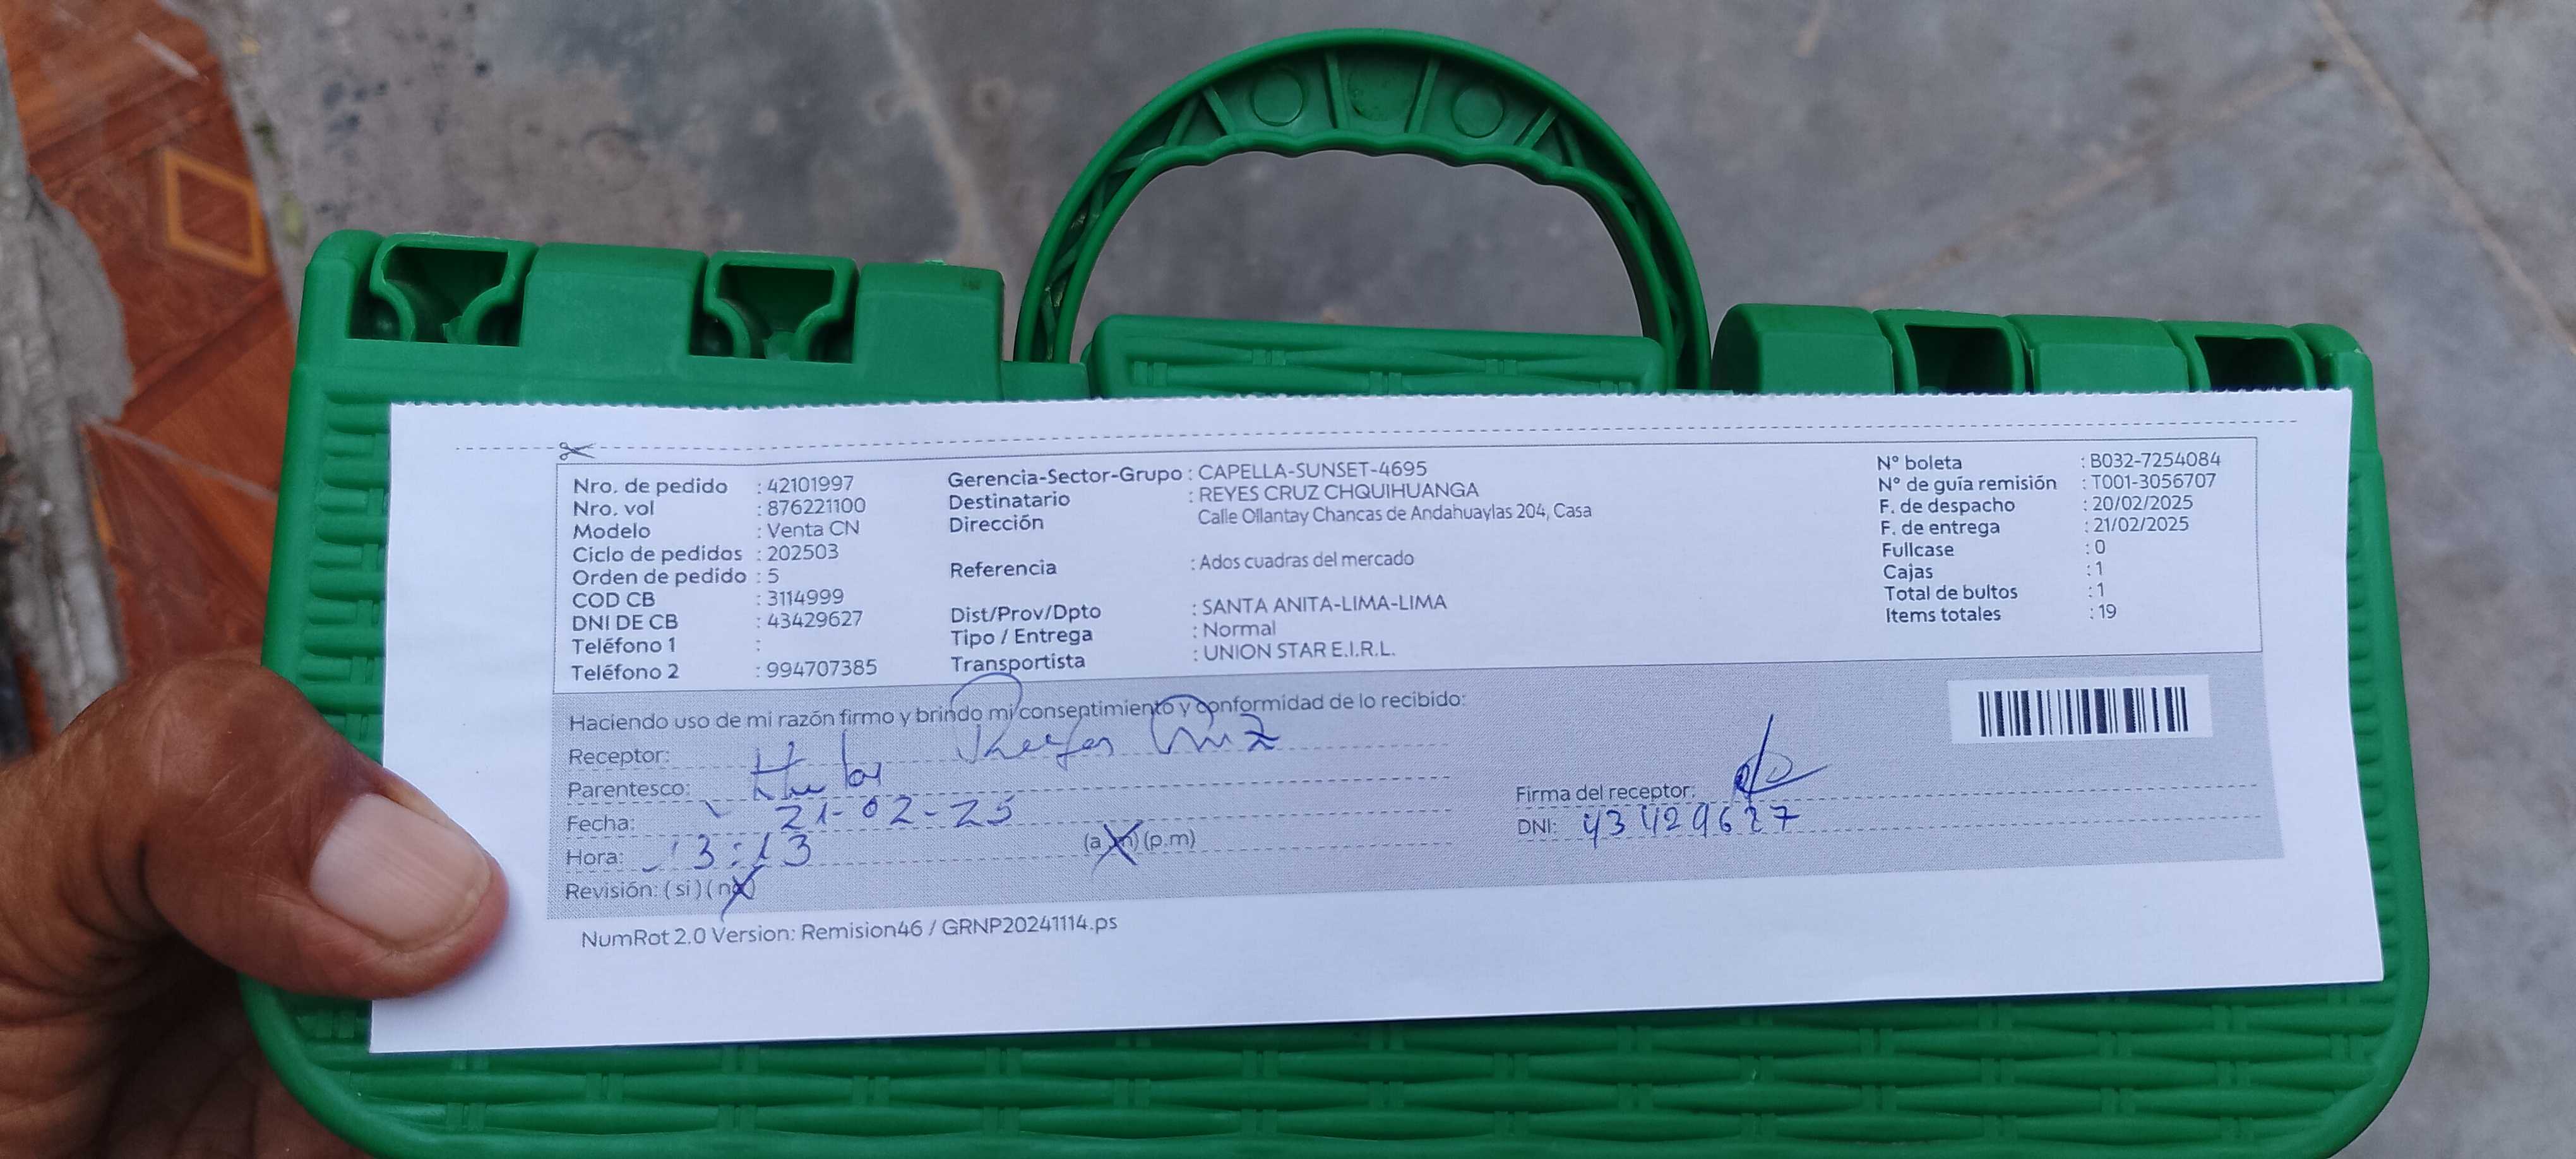 Nro. de pedido : 42101997
Nro. vol : 876221100
Modelo : Venta CN
Ciclo de pedidos : 202503
Orden de pedido : 5
COD CB : 3114999
DNI DE CB : 43429627
Teléfono 1 :
Teléfono 2 : 994707385
Gerencia-Sector-Grupo : CAPELLA-SUNSET-4695
Destinatario : REYES CRUZ CHQUIHUANGA
Dirección Calle Ollantay Chancas de Andahuaylas 204, Casa
Referencia : Ados cuadras del mercado
Dist/Prov/Dpto : SANTA ANITA-LIMA-LIMA
Tipo / Entrega : Normal
Transportista : UNION STAR E.I.R.L.
N° boleta : B032-7254084
N° de guía remisión : T001-3056707
F. de despacho : 20/02/2025
F. de entrega : 21/02/2025
Fullcase : 0
Cajas : 1
Total de bultos : 1
Items totales : 19
Haciendo uso de mi razón firmo y brindo mi conseptimiento y conformidad de lo recibido:
Receptor: Reyes Cruz
Parentesco:
Fecha: 21-02-25
Hora: 13:13 (a.m) (p.m)
Revisión: (si) (no)
Firma del receptor:
DNI: 43429627
NumRot 2.0 Version: Remision46 / GRNP20241114.ps